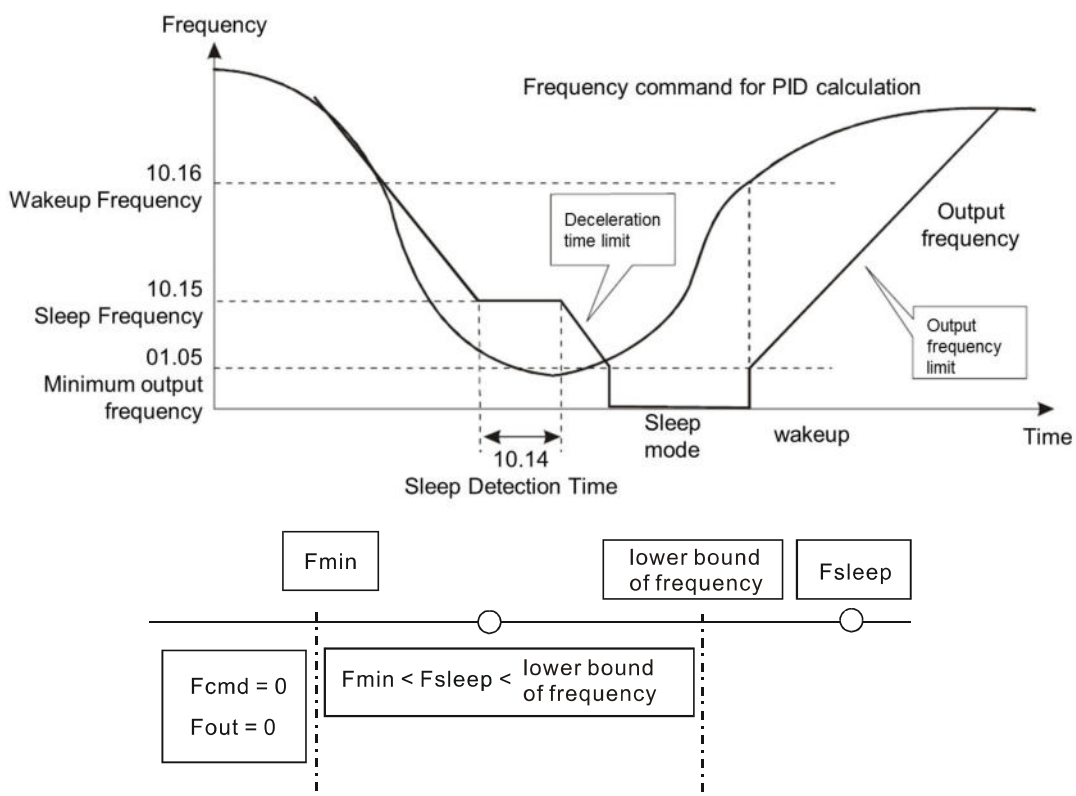 Frequency
Frequency command for PID calculation
10.16
Wakeup Frequency
Deceleration
time limit
Output
frequency
10.15
Sleep Frequency
Output
frequency
limit
01.05
Minimum output
frequency
Sleep
mode
wakeup
Time
10.14
Sleep Detection Time
Fmin
lower bound
of frequency
Fsleep
Fcmd = 0
Fout = 0
Fmin < Fsleep < lower bound
of frequency